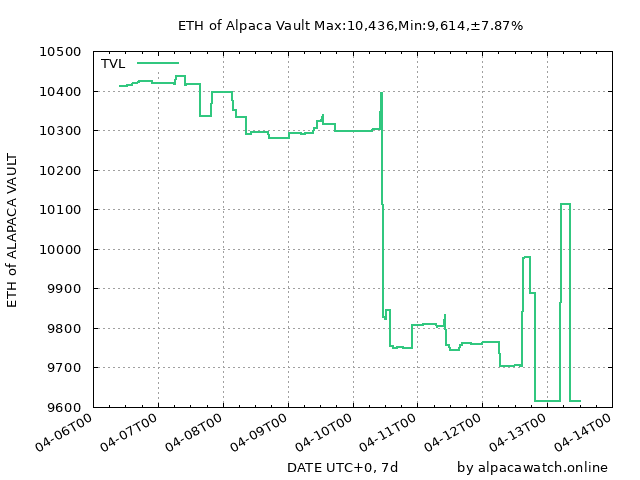 ETH of Alpaca Vault Max:10,436,Min:9,614,±7.87%
TVL
10500
10400
10300
10200
10100
10000
9900
9800
9700
9600
ETH of ALAPACA VAULT
04-06T00
04-07T00
04-08T00
04-09T00
04-10T00
04-11T00
04-12T00
04-13T00
04-14T00
DATE UTC+0, 7d
by alpacawatch.online